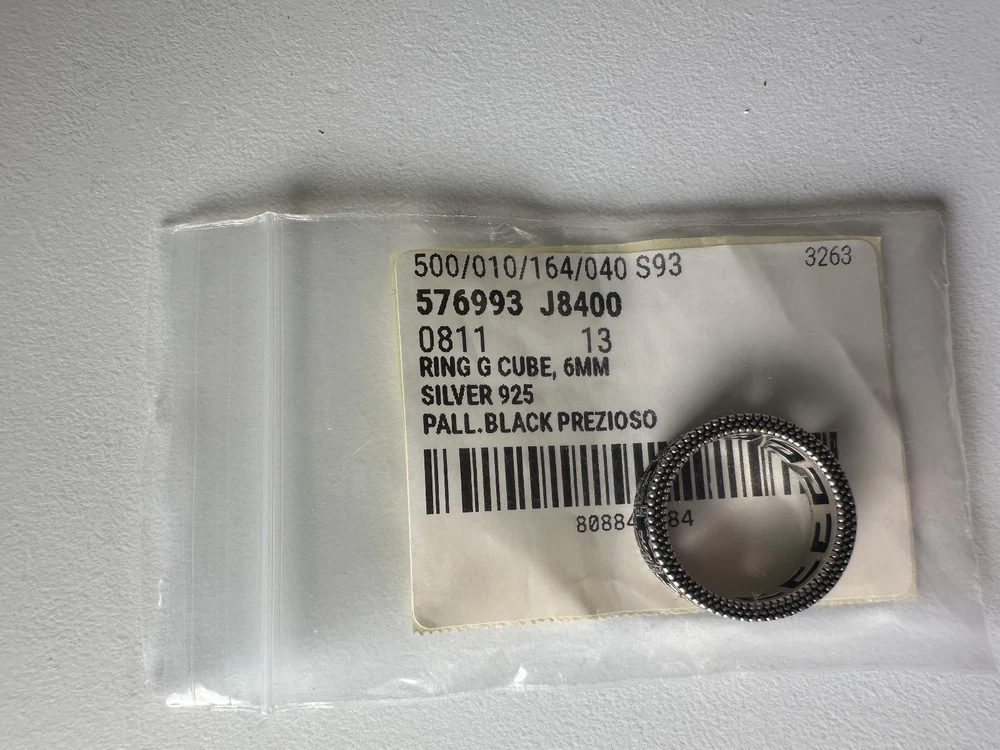 500/010/164/040 S93 3263
576993 J8400
0811 13
RING G CUBE, 6MM
SILVER 925
PALL.BLACK PREZIOSO